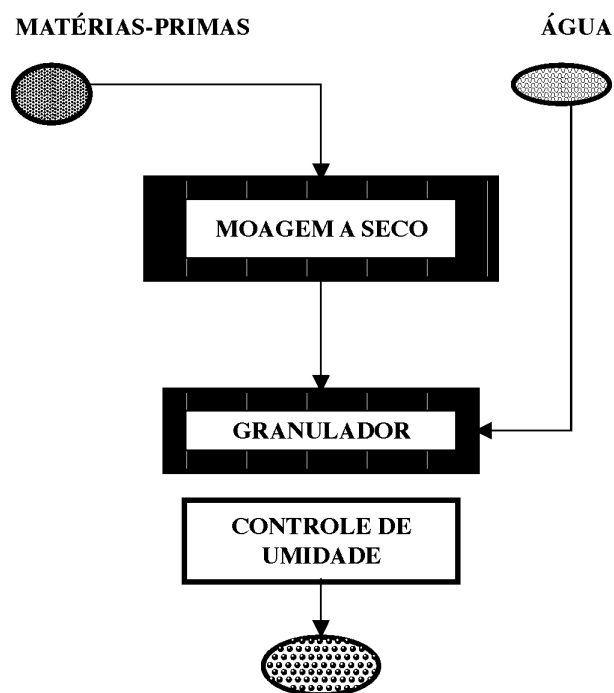 MATÉRIAS-PRIMAS
ÁGUA
MOAGEM A SECO
GRANULADOR
CONTROLE DE
UMIDADE